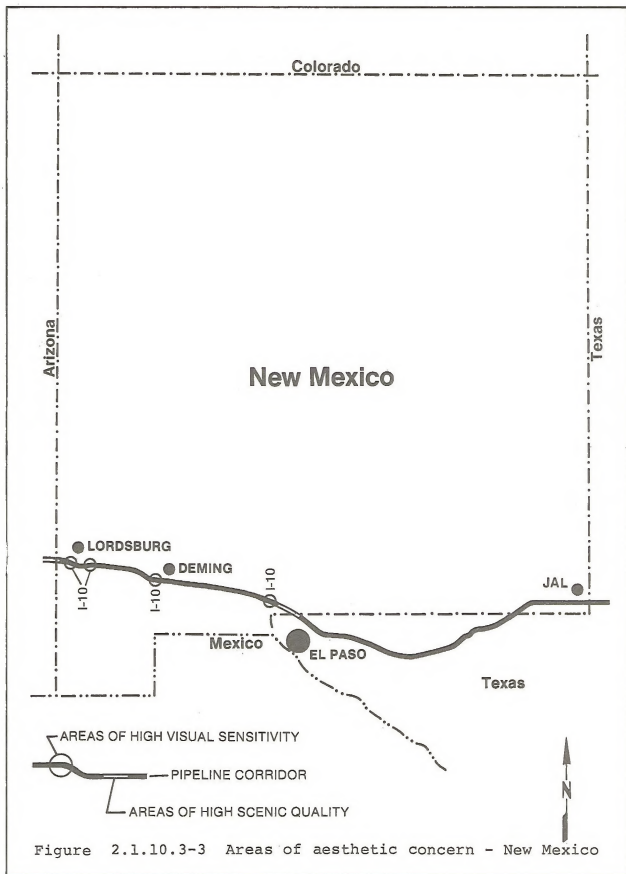 Colorado
Arizona
Texas
New Mexico
LORDSBURG
DEMING
I-10
I-10
I-10
JAL
Mexico
EL PASO
Texas
AREAS OF HIGH VISUAL SENSITIVITY
PIPELINE CORRIDOR
AREAS OF HIGH SCENIC QUALITY
N
Figure 2.1.10.3-3 Areas of aesthetic concern - New Mexico